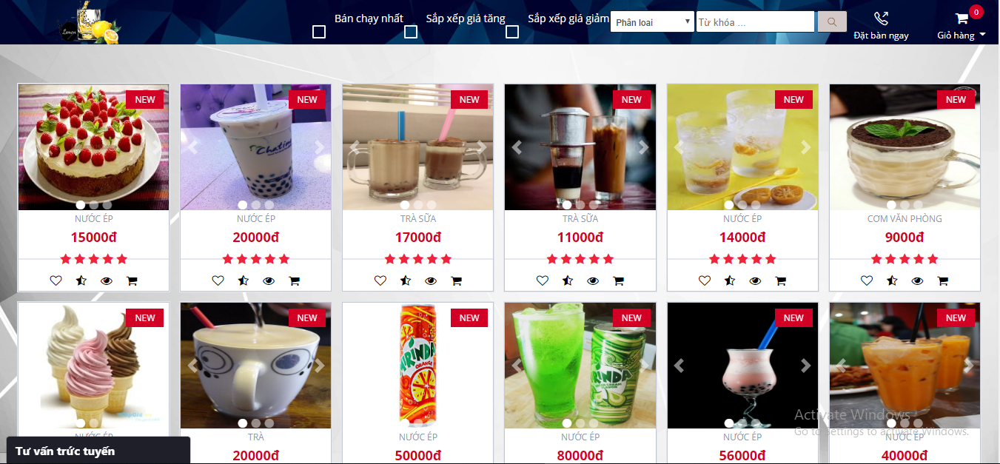 Bán chạy nhất
Sắp xếp giá tăng
Sắp xếp giá giảm
Phân loại
Từ khóa ...
Đặt bàn ngay
0
Giỏ hàng
Lemon
NEW
NEW
NEW
NEW
NEW
NEW
Chatime
NƯỚC ÉP
NƯỚC ÉP
TRÀ SỮA
TRÀ SỮA
NƯỚC ÉP
CƠM VĂN PHÒNG
15000đ
20000đ
17000đ
11000đ
14000đ
9000đ
NEW
NEW
NEW
NEW
NEW
NEW
MIRINDA
ORANGE
MIRINDA
Activate Windows
Go to Settings to activate Windows.
NƯỚC ÉP
TRÀ
NƯỚC ÉP
NƯỚC ÉP
NƯỚC ÉP
NƯỚC ÉP
Tư vấn trức tuyến
20000đ
50000đ
80000đ
56000đ
40000đ